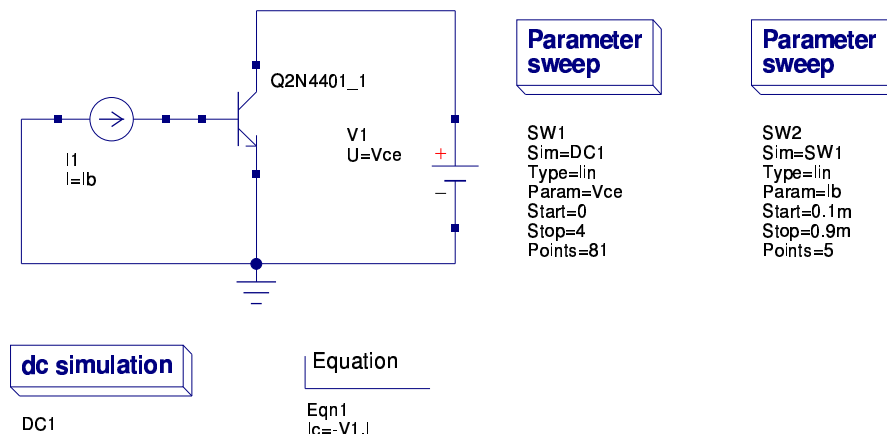 Q2N4401_1
I1
I=Ib
V1
U=Vce
+
−
Parameter
sweep
SW1
Sim=DC1
Type=lin
Param=Vce
Start=0
Stop=4
Points=81
Parameter
sweep
SW2
Sim=SW1
Type=lin
Param=Ib
Start=0.1m
Stop=0.9m
Points=5
dc simulation
DC1
Equation
Eqn1
Ic=-V1.I